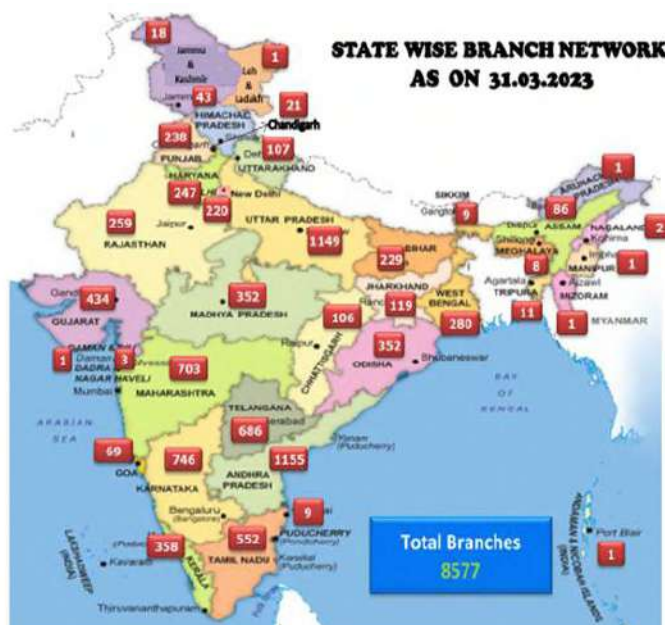 STATE WISE BRANCH NETWORK
AS ON 31.03.2023
18
Jammu
&
Kashmir
1
Leh
&
Ladakh
43
HIMACHAL
PRADESH
21
Chandigarh
238
PUNJAB
107
UTTARAKHAND
HARYANA
247
New Delhi
220
259
Jaipur
RAJASTHAN
UTTAR PRADESH
1149
SIKKIM
9
1
ARUNACHAL
PRADESH
86
Dispur
ASSAM
NAGALAND
2
Kohima
Shillong
MEGHALAYA
8
MANIPUR
1
Agartala
TRIPURA
11
Aizawl
MIZORAM
1
MYANMAR
229
BIHAR
434
GUJARAT
352
MADHYA PRADESH
JHARKHAND
119
WEST
BENGAL
280
106
Raipur
CHHATTISGARH
352
ODISHA
Bhubaneswar
1
3
DAMAN &
Daman
DADRA
NAGAR HAVELI
Mumbai
703
MAHARASHTRA
BAY
OF
BENGAL
ARABIAN
SEA
TELANGANA
686
Yanam
(Puducherry)
69
GOA
746
KARNATAKA
1155
ANDHRA
PRADESH
Bengaluru
(Bangalore)
9
PUDUCHERRY
(Pondicherry)
552
TAMIL NADU
Karaikal
(Puducherry)
358
KERALA
LAKSHADWEEP
(INDIA)
Kavaratti
Thiruvananthapuram
Total Branches
8577
ANDAMAN & NICOBAR ISLANDS
(INDIA)
Port Blair
1